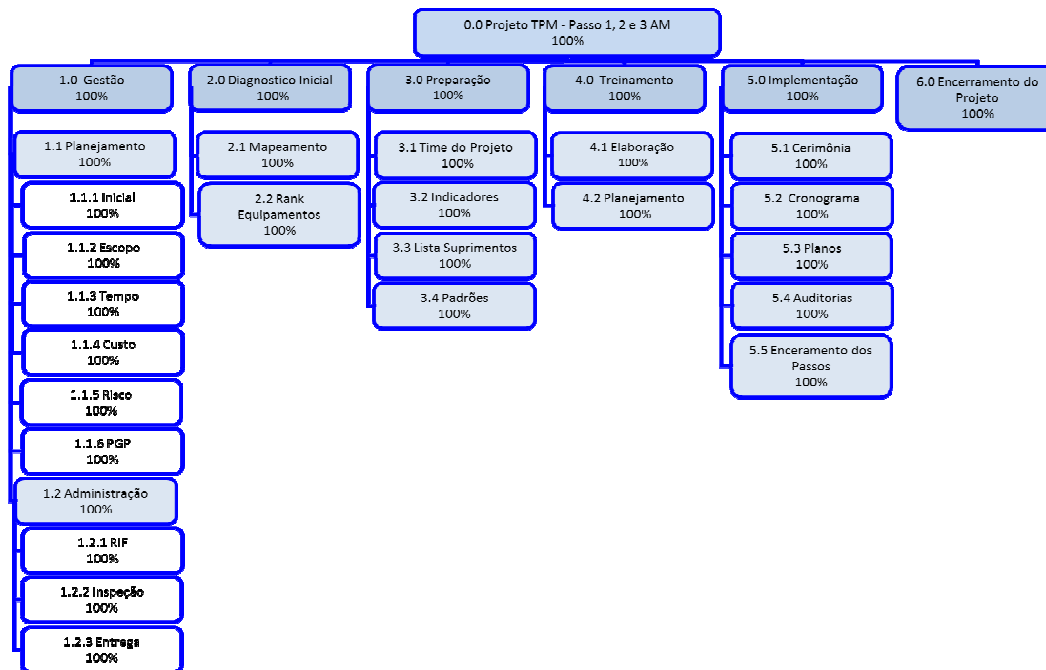 0.0 Projeto TPM - Passo 1, 2 e 3 AM
100%
1.0 Gestão
100%
2.0 Diagnostico Inicial
100%
3.0 Preparação
100%
4.0 Treinamento
100%
5.0 Implementação
100%
6.0 Encerramento do
Projeto
100%
1.1 Planejamento
100%
1.1.1 Inicial
100%
1.1.2 Escopo
100%
1.1.3 Tempo
100%
1.1.4 Custo
100%
1.1.5 Risco
100%
1.1.6 PGP
100%
1.2 Administração
100%
1.2.1 RIF
100%
1.2.2 Inspeção
100%
1.2.3 Entrega
100%
2.1 Mapeamento
100%
2.2 Rank
Equipamentos
100%
3.1 Time do Projeto
100%
3.2 Indicadores
100%
3.3 Lista Suprimentos
100%
3.4 Padrões
100%
4.1 Elaboração
100%
4.2 Planejamento
100%
5.1 Cerimônia
100%
5.2 Cronograma
100%
5.3 Planos
100%
5.4 Auditorias
100%
5.5 Enceramento dos
Passos
100%